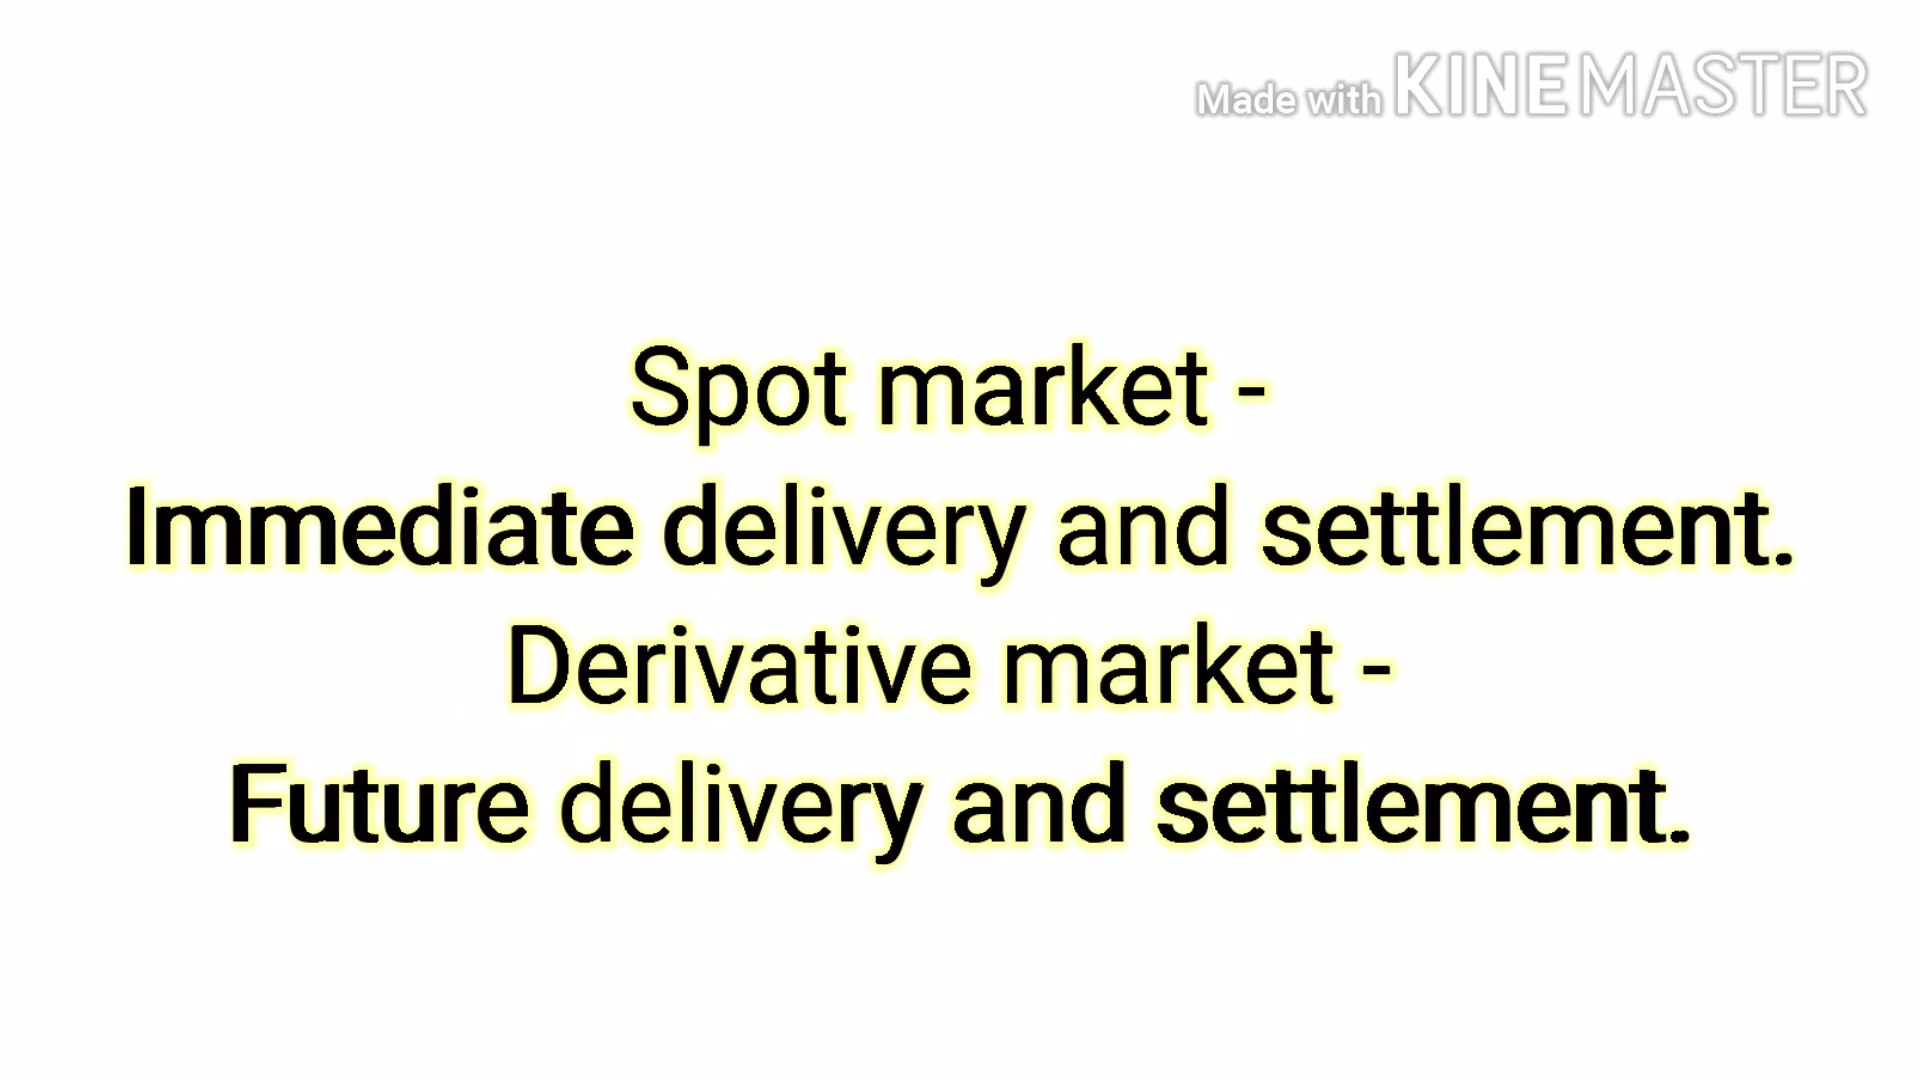 Made with KINEMASTER
Spot market -
Immediate delivery and settlement.
Derivative market -
Future delivery and settlement.